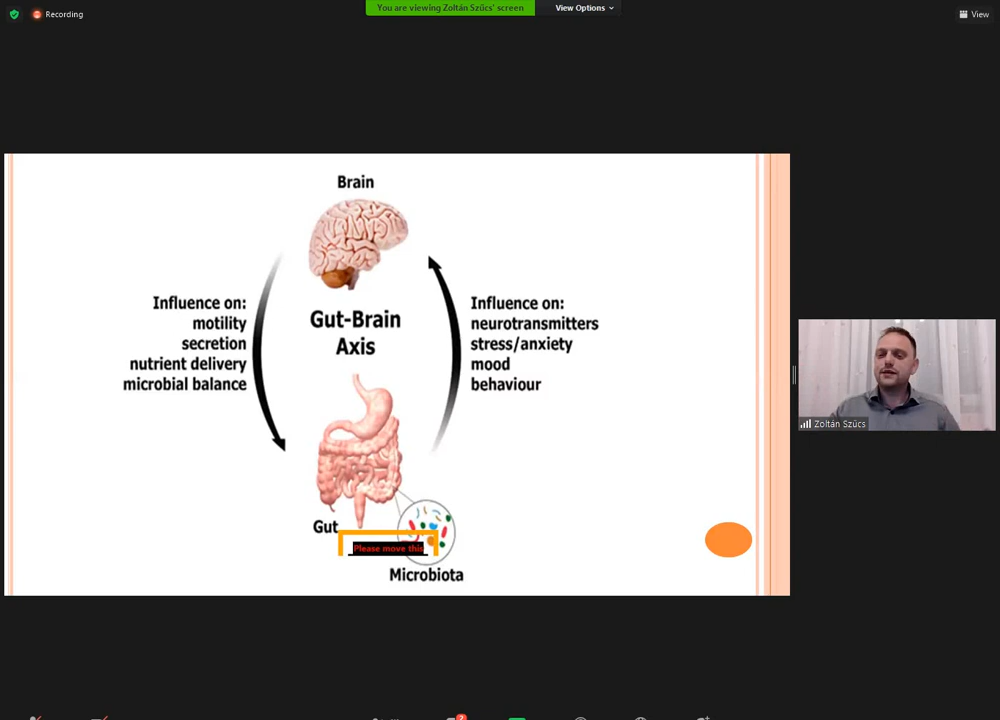 Recording
You are viewing Zoltán Szűcs' screen
View Options
View
Brain
Influence on:
motility
secretion
nutrient delivery
microbial balance
Gut-Brain
Axis
Influence on:
neurotransmitters
stress/anxiety
mood
behaviour
Zoltán Szűcs
Gut
Please move this
Microbiota
2